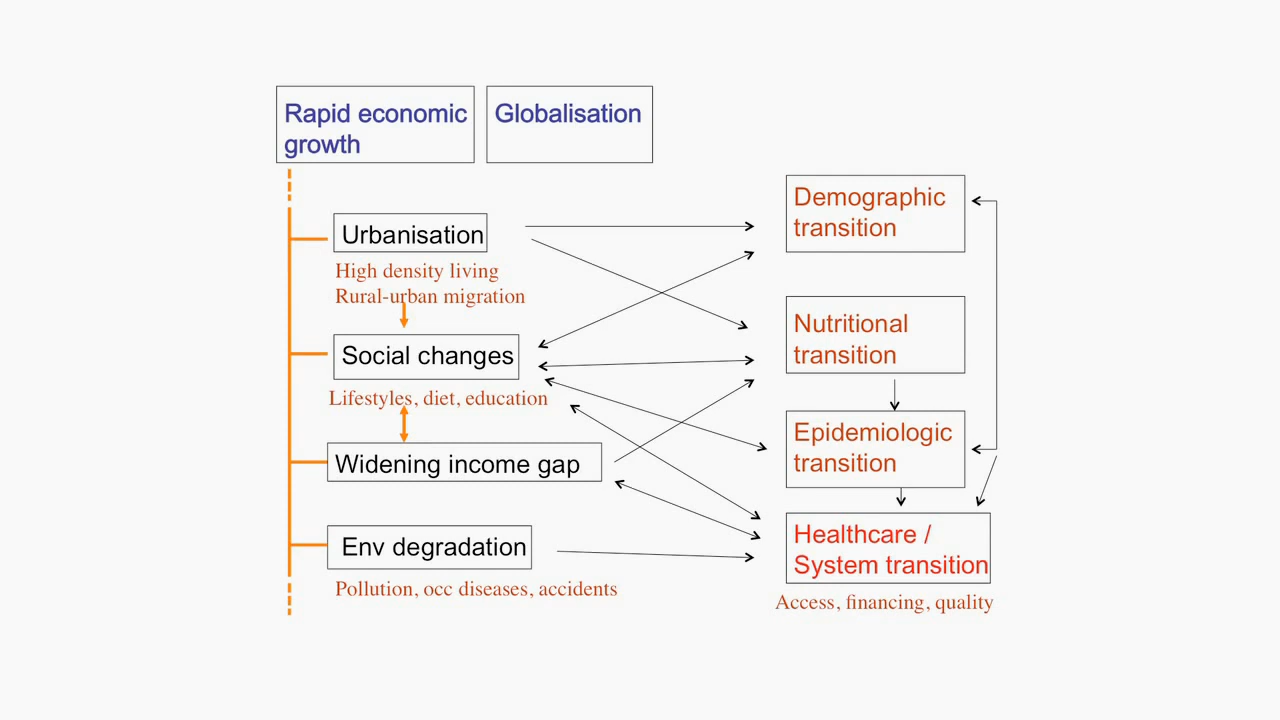 Rapid economic
growth
Globalisation
Urbanisation
High density living
Rural-urban migration
Social changes
Lifestyles, diet, education
Widening income gap
Env degradation
Pollution, occ diseases, accidents
Demographic
transition
Nutritional
transition
Epidemiologic
transition
Healthcare /
System transition
Access, financing, quality